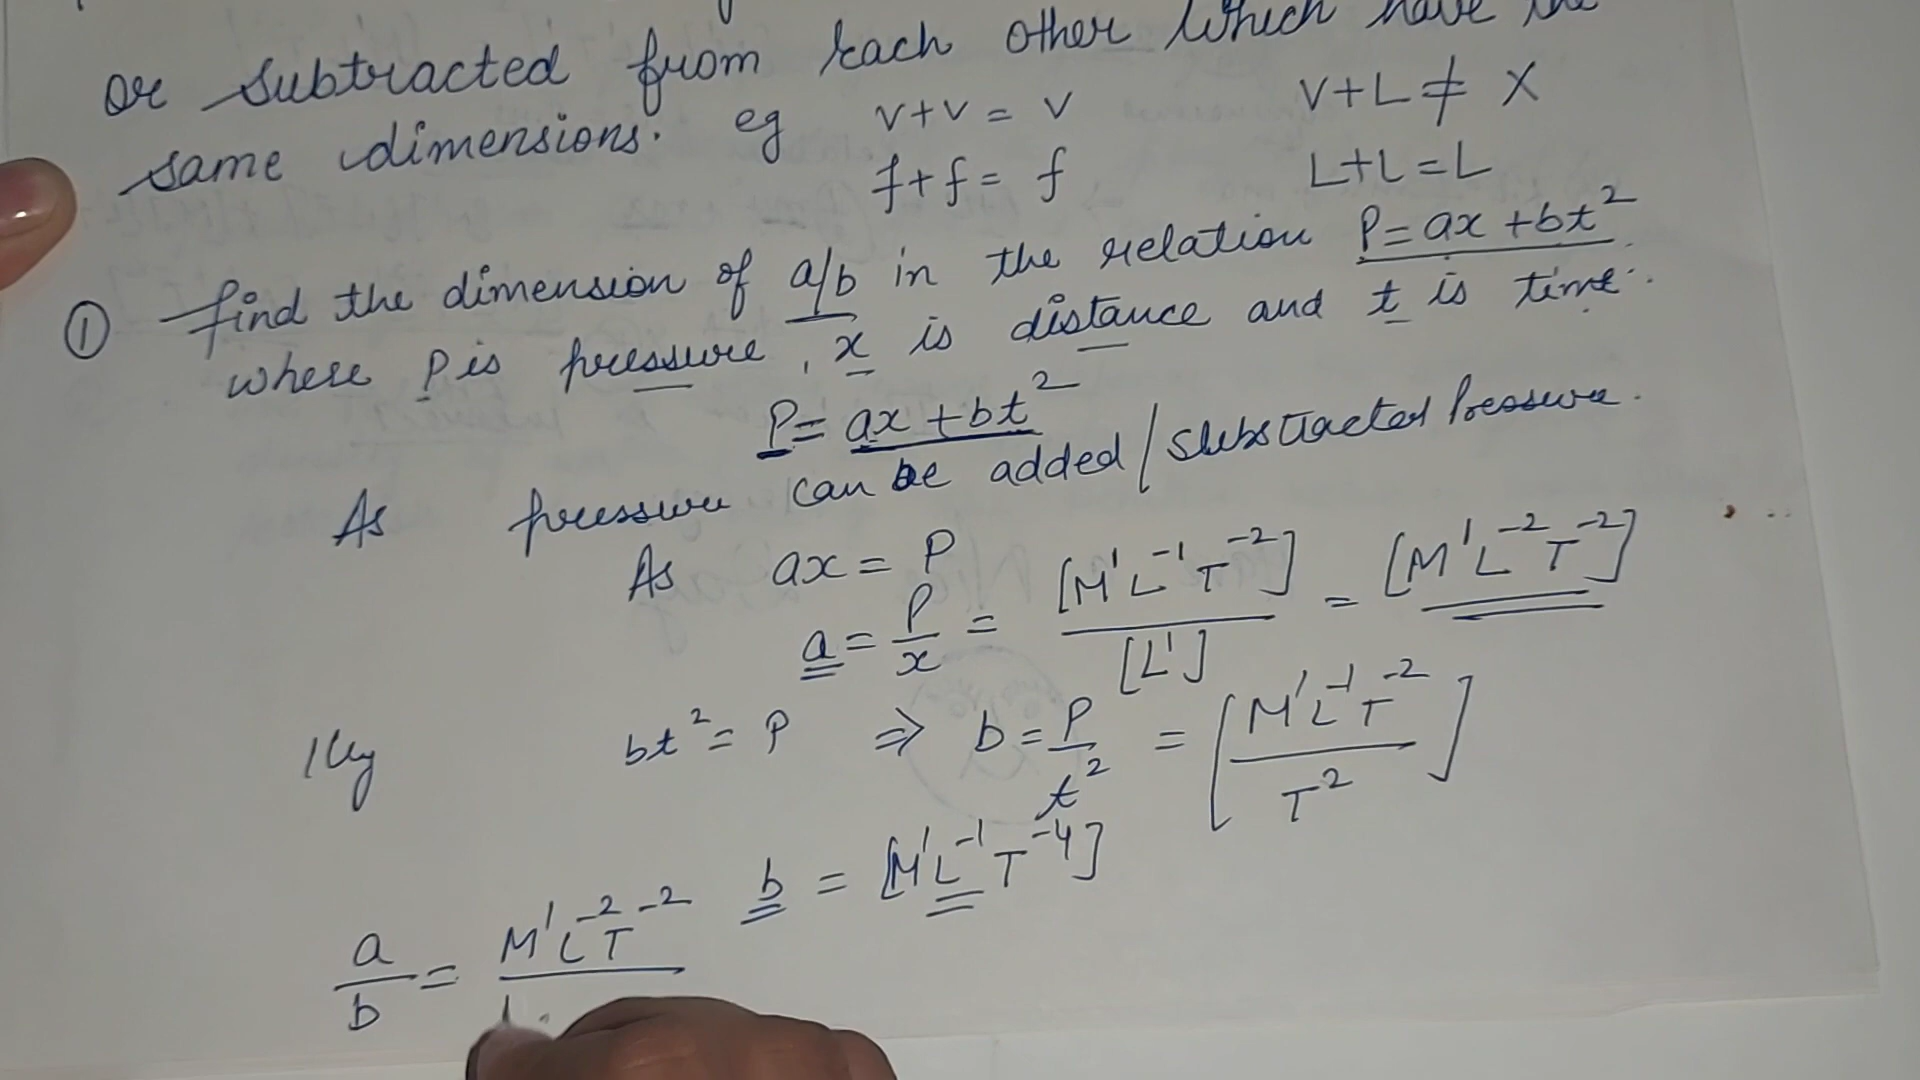 or subtracted from each other which have the
same dimensions. eg v+v = v V+L ≠ X
f+f = f L+L = L
① find the dimension of a/b in the relation P = ax + bt²
where P is pressure, x is distance and t is time.
P = ax + bt²
As pressure can be added / Substracted Pressure.
As ax = P
a = P/x = [M¹L⁻¹T⁻²]/[L¹] = [M¹L⁻²T⁻²]
||ly bt² = P ⇒ b = P/t² = [M¹L⁻¹T⁻²/T²]
b = [M¹L⁻¹T⁻⁴]
a/b = M¹L⁻²T⁻²